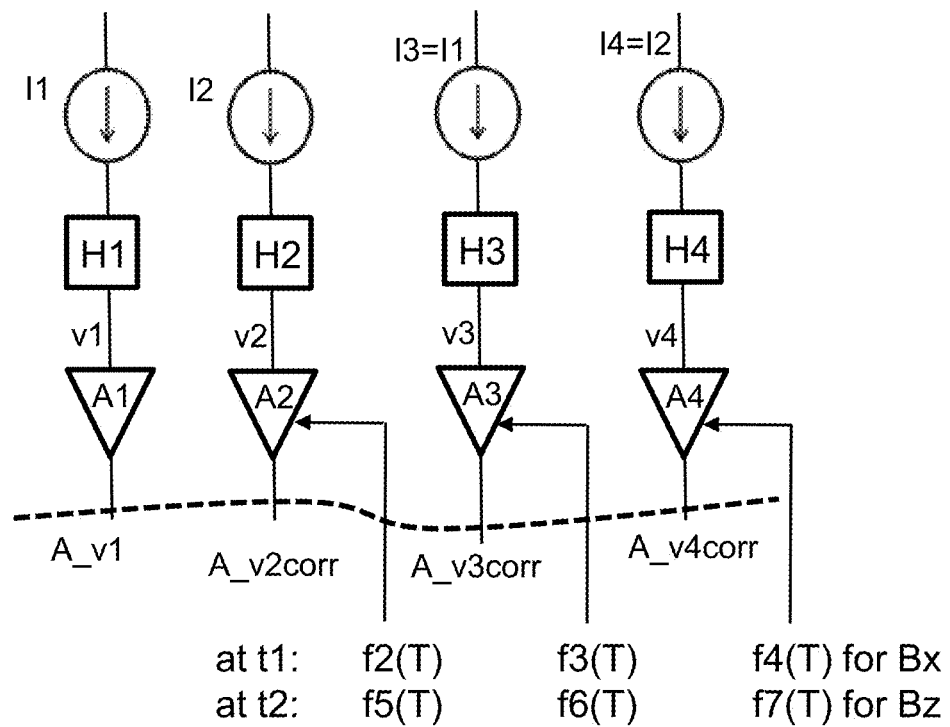 I1 I2 I3=I1 I4=I2
H1 H2 H3 H4
v1 v2 v3 v4
A1 A2 A3 A4
A_v1 A_v2corr A_v3corr A_v4corr
at t1: f2(T) f3(T) f4(T) for Bx
at t2: f5(T) f6(T) f7(T) for Bz